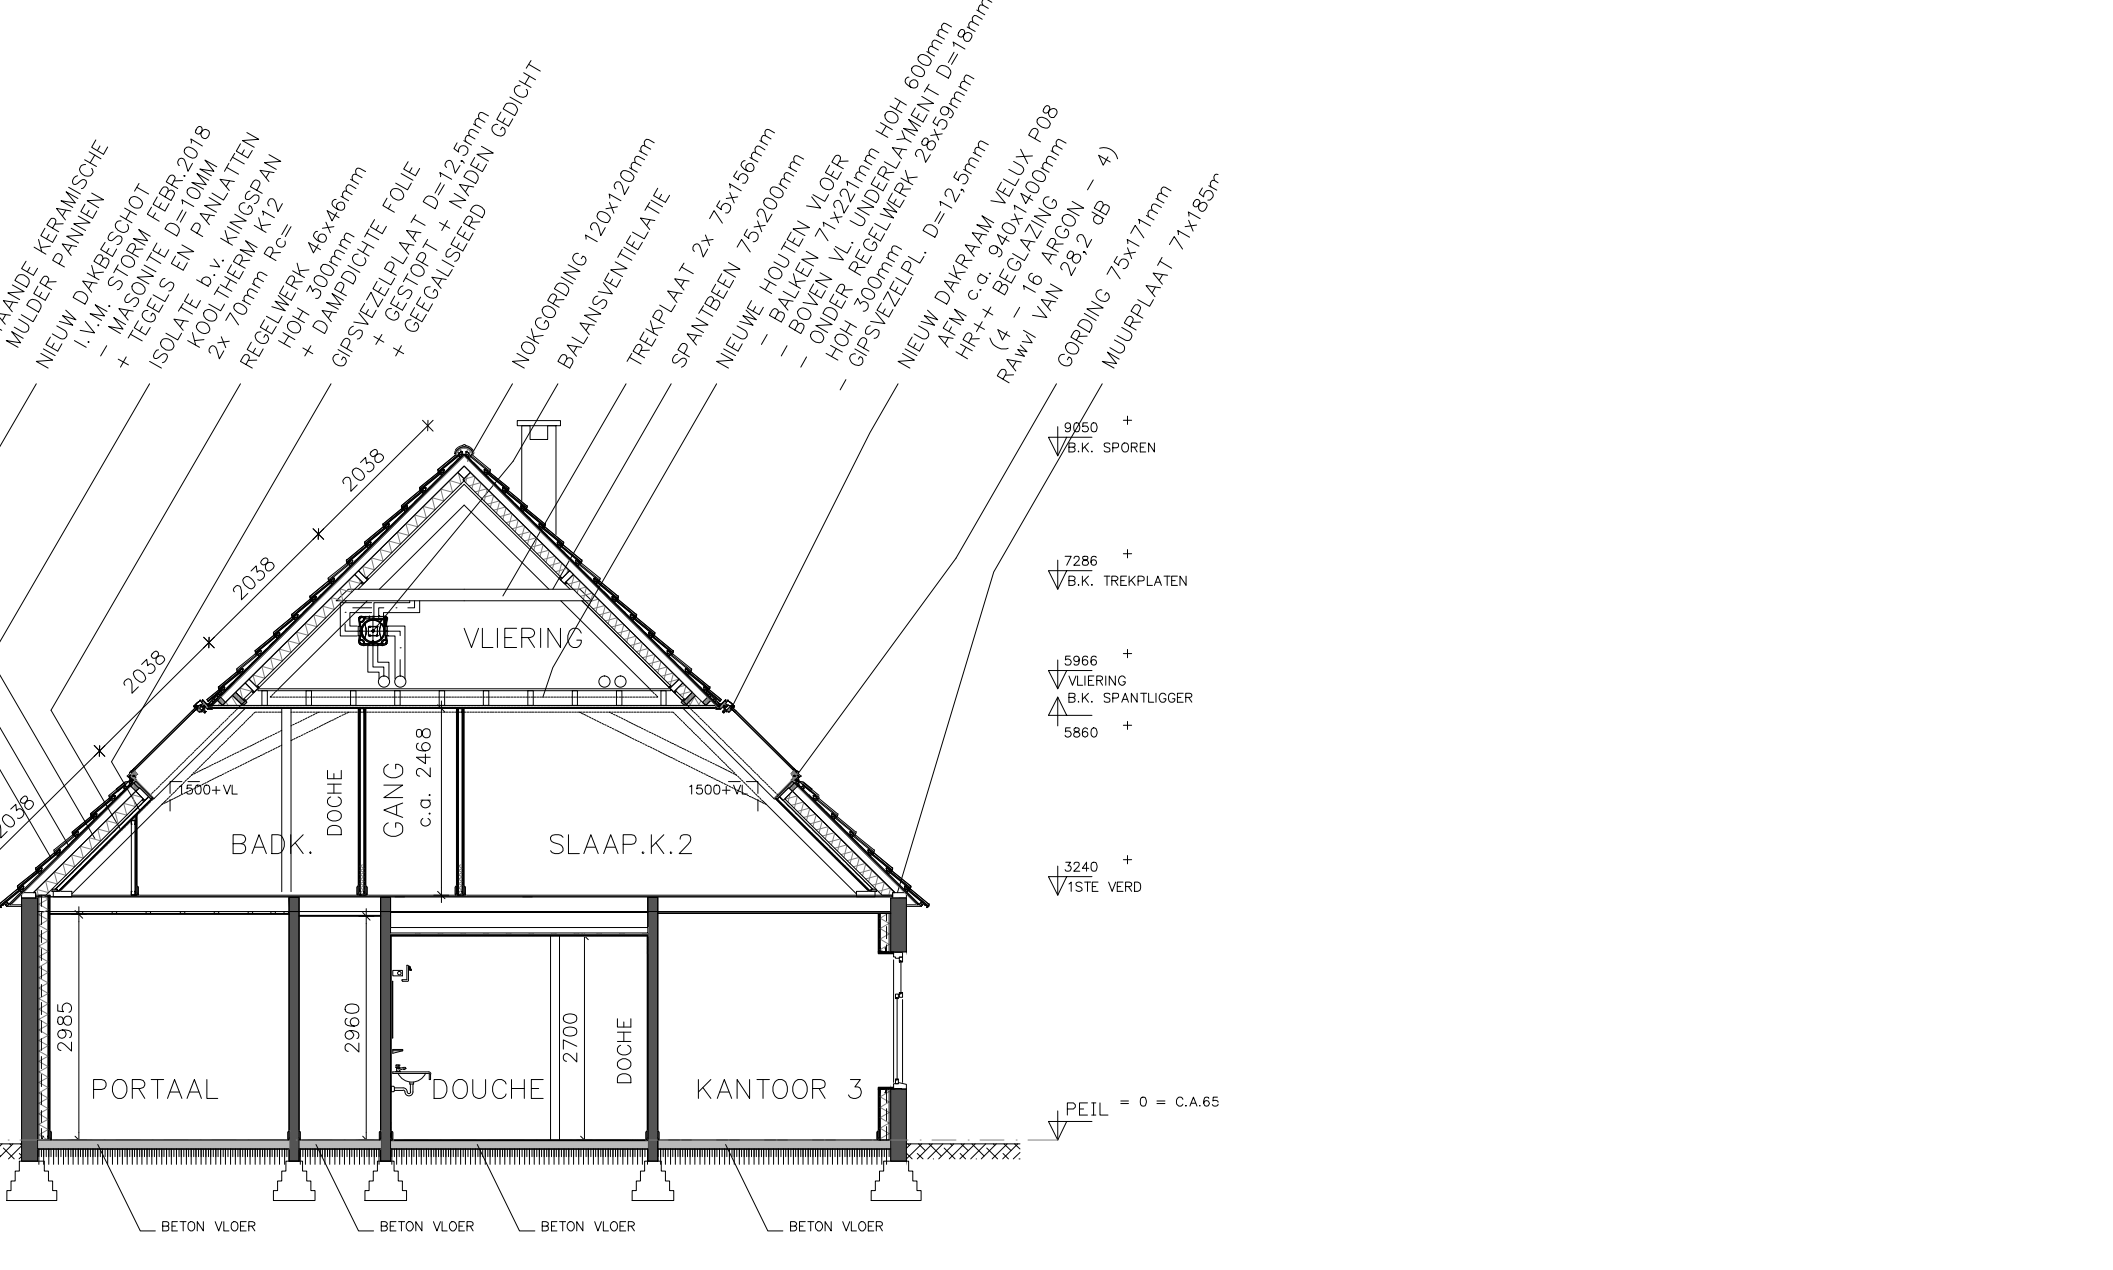 KERAMISCHE
MULDER PANNEN
NIEUW DAKBESCHOT
I.V.M. STORM FEBR.2018
- MASONITE D=10MM
+ TEGELS EN PANLATTEN
ISOLATE b.v. KINGSPAN
KOOLTHERM K12
2x 70mm Rc=
REGELWERK 46x46mm
HOH 300mm
+ DAMPDICHTE FOLIE
GIPSVEZELPLAAT D=12,5mm
+ GESTOPT + NADEN GEDICHT
+ GEEGALISEERD
NOKGORDING 120x120mm
BALANSVENTIELATIE
TREKPLAAT 2x 75x156mm
SPANTBEEN 75x200mm
NIEUWE HOUTEN VLOER
- BALKEN 71x221mm HOH 600mm
- BOVEN VL. UNDERLAYMENT D=18mm
- ONDER REGELWERK 28x59mm
HOH 300mm
- GIPSVEZELPL. D=12,5mm
NIEUW DAKRAAM VELUX P08
AFM c.a. 940x1400mm
HR++ BEGLAZING
(4 - 16 ARGON - 4)
RAwvl VAN 28,2 dB
GORDING 75x171mm
MUURPLAAT 71x185m
2038
2038
2038
2038
9050 +
B.K. SPOREN
7286 +
B.K. TREKPLATEN
5966 +
VLIERING
B.K. SPANTLIGGER
5860 +
3240 +
1STE VERD
PEIL = 0 = C.A.65
VLIERING
1500+VL
BADK.
DOCHE
GANG
c.a. 2468
SLAAP.K.2
1500+VL
2985
PORTAAL
2960
DOUCHE
2700
DOCHE
KANTOOR 3
BETON VLOER
BETON VLOER
BETON VLOER
BETON VLOER